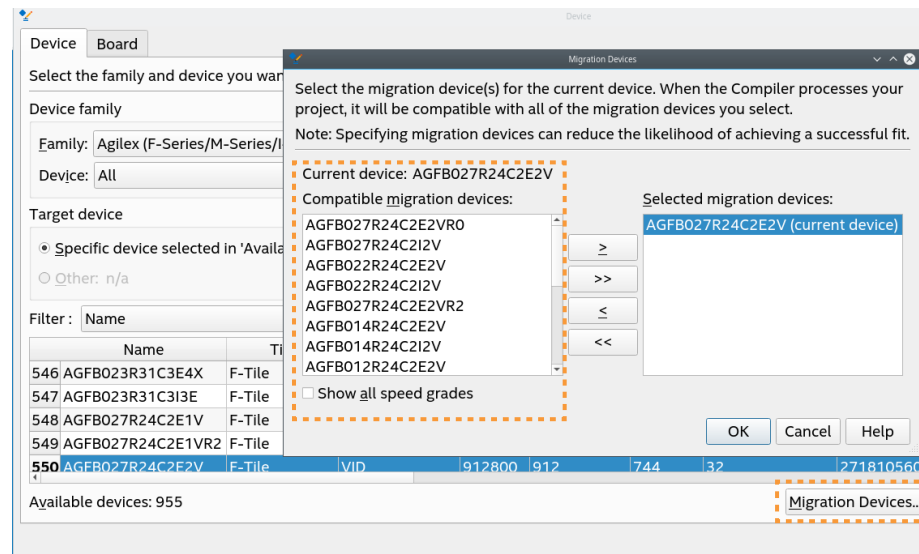 Device
Device Board
Select the family and device you wan
Device family
Family: Agilex (F-Series/M-Series/I
Device: All
Target device
Specific device selected in 'Availa
Other: n/a
Filter : Name
Name Ti
546 AGFB023R31C3E4X F-Tile
547 AGFB023R31C3I3E F-Tile
548 AGFB027R24C2E1V F-Tile
549 AGFB027R24C2E1VR2 F-Tile
550 AGFB027R24C2E2V F-Tile VID 912800 912 744 32 271810560
Available devices: 955
Migration Devices..
Migration Devices
Select the migration device(s) for the current device. When the Compiler processes your
project, it will be compatible with all of the migration devices you select.
Note: Specifying migration devices can reduce the likelihood of achieving a successful fit.
Current device: AGFB027R24C2E2V
Compatible migration devices:
AGFB027R24C2E2VR0
AGFB027R24C2I2V
AGFB022R24C2E2V
AGFB022R24C2I2V
AGFB027R24C2E2VR2
AGFB014R24C2E2V
AGFB014R24C2I2V
AGFB012R24C2E2V
Show all speed grades
>
>>
<
<<
Selected migration devices:
AGFB027R24C2E2V (current device)
OK Cancel Help